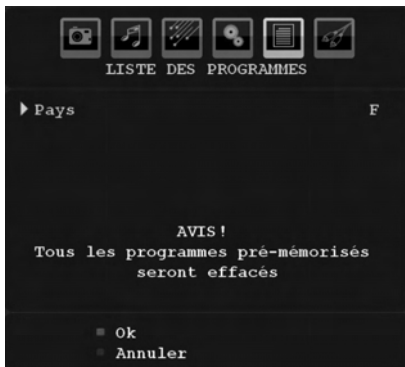 LISTE DES PROGRAMMES
Pays F
AVIS!
Tous les programmes pré-mémorisés
seront effacés
Ok
Annuler